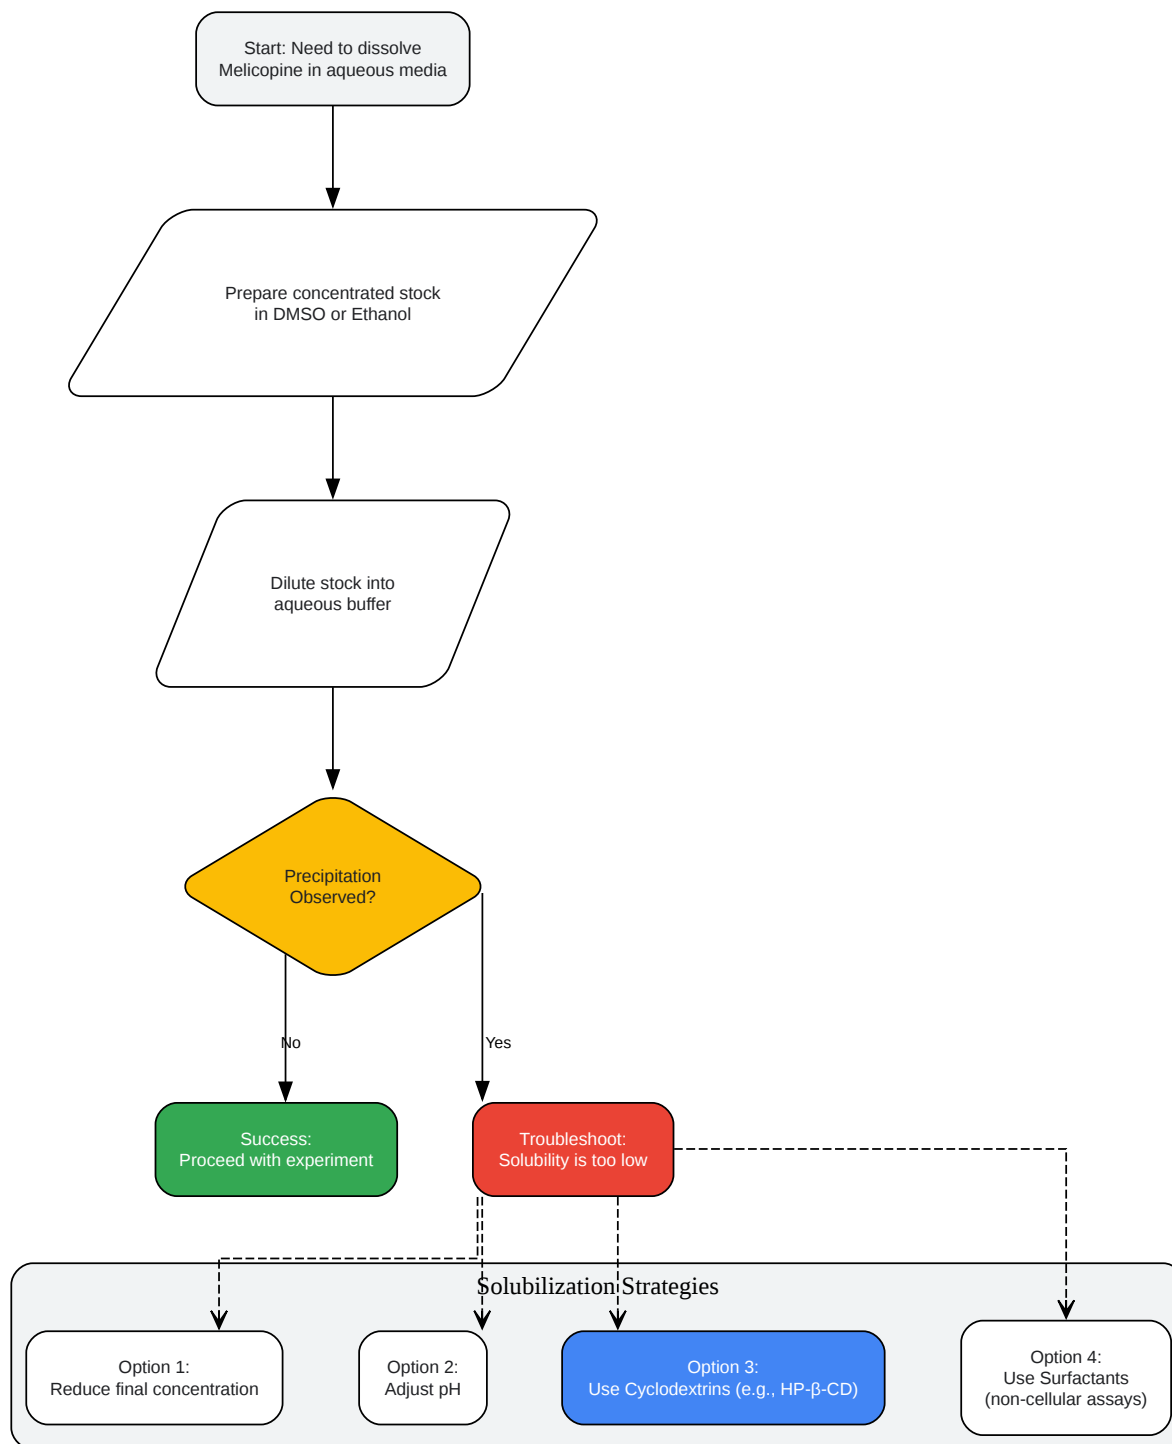 Start: Need to dissolve
Melicopine in aqueous media
Prepare concentrated stock
in DMSO or Ethanol
Dilute stock into
aqueous buffer
Precipitation
Observed?
No
Yes
Success:
Proceed with experiment
Troubleshoot:
Solubility is too low
Solubilization Strategies
Option 1:
Reduce final concentration
Option 2:
Adjust pH
Option 3:
Use Cyclodextrins (e.g., HP-β-CD)
Option 4:
Use Surfactants
(non-cellular assays)